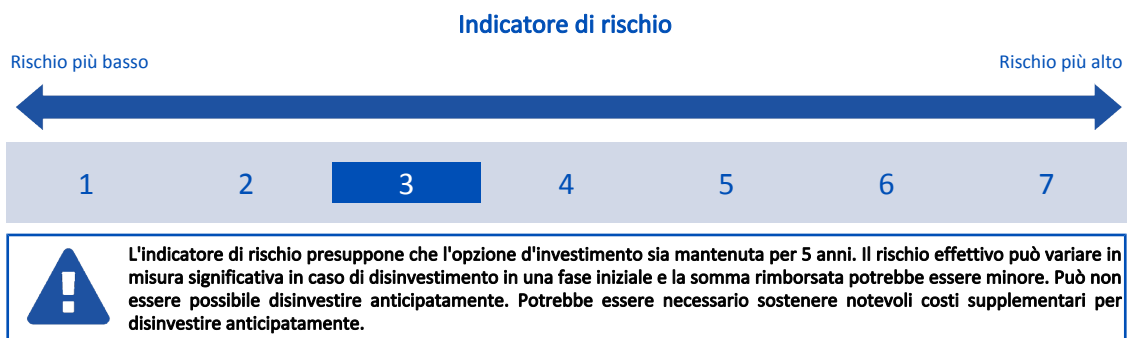 Indicatore di rischio
Rischio più basso
Rischio più alto
1 2 3 4 5 6 7
L'indicatore di rischio presuppone che l'opzione d'investimento sia mantenuta per 5 anni. Il rischio effettivo può variare in
misura significativa in caso di disinvestimento in una fase iniziale e la somma rimborsata potrebbe essere minore. Può non
essere possibile disinvestire anticipatamente. Potrebbe essere necessario sostenere notevoli costi supplementari per
disinvestire anticipatamente.